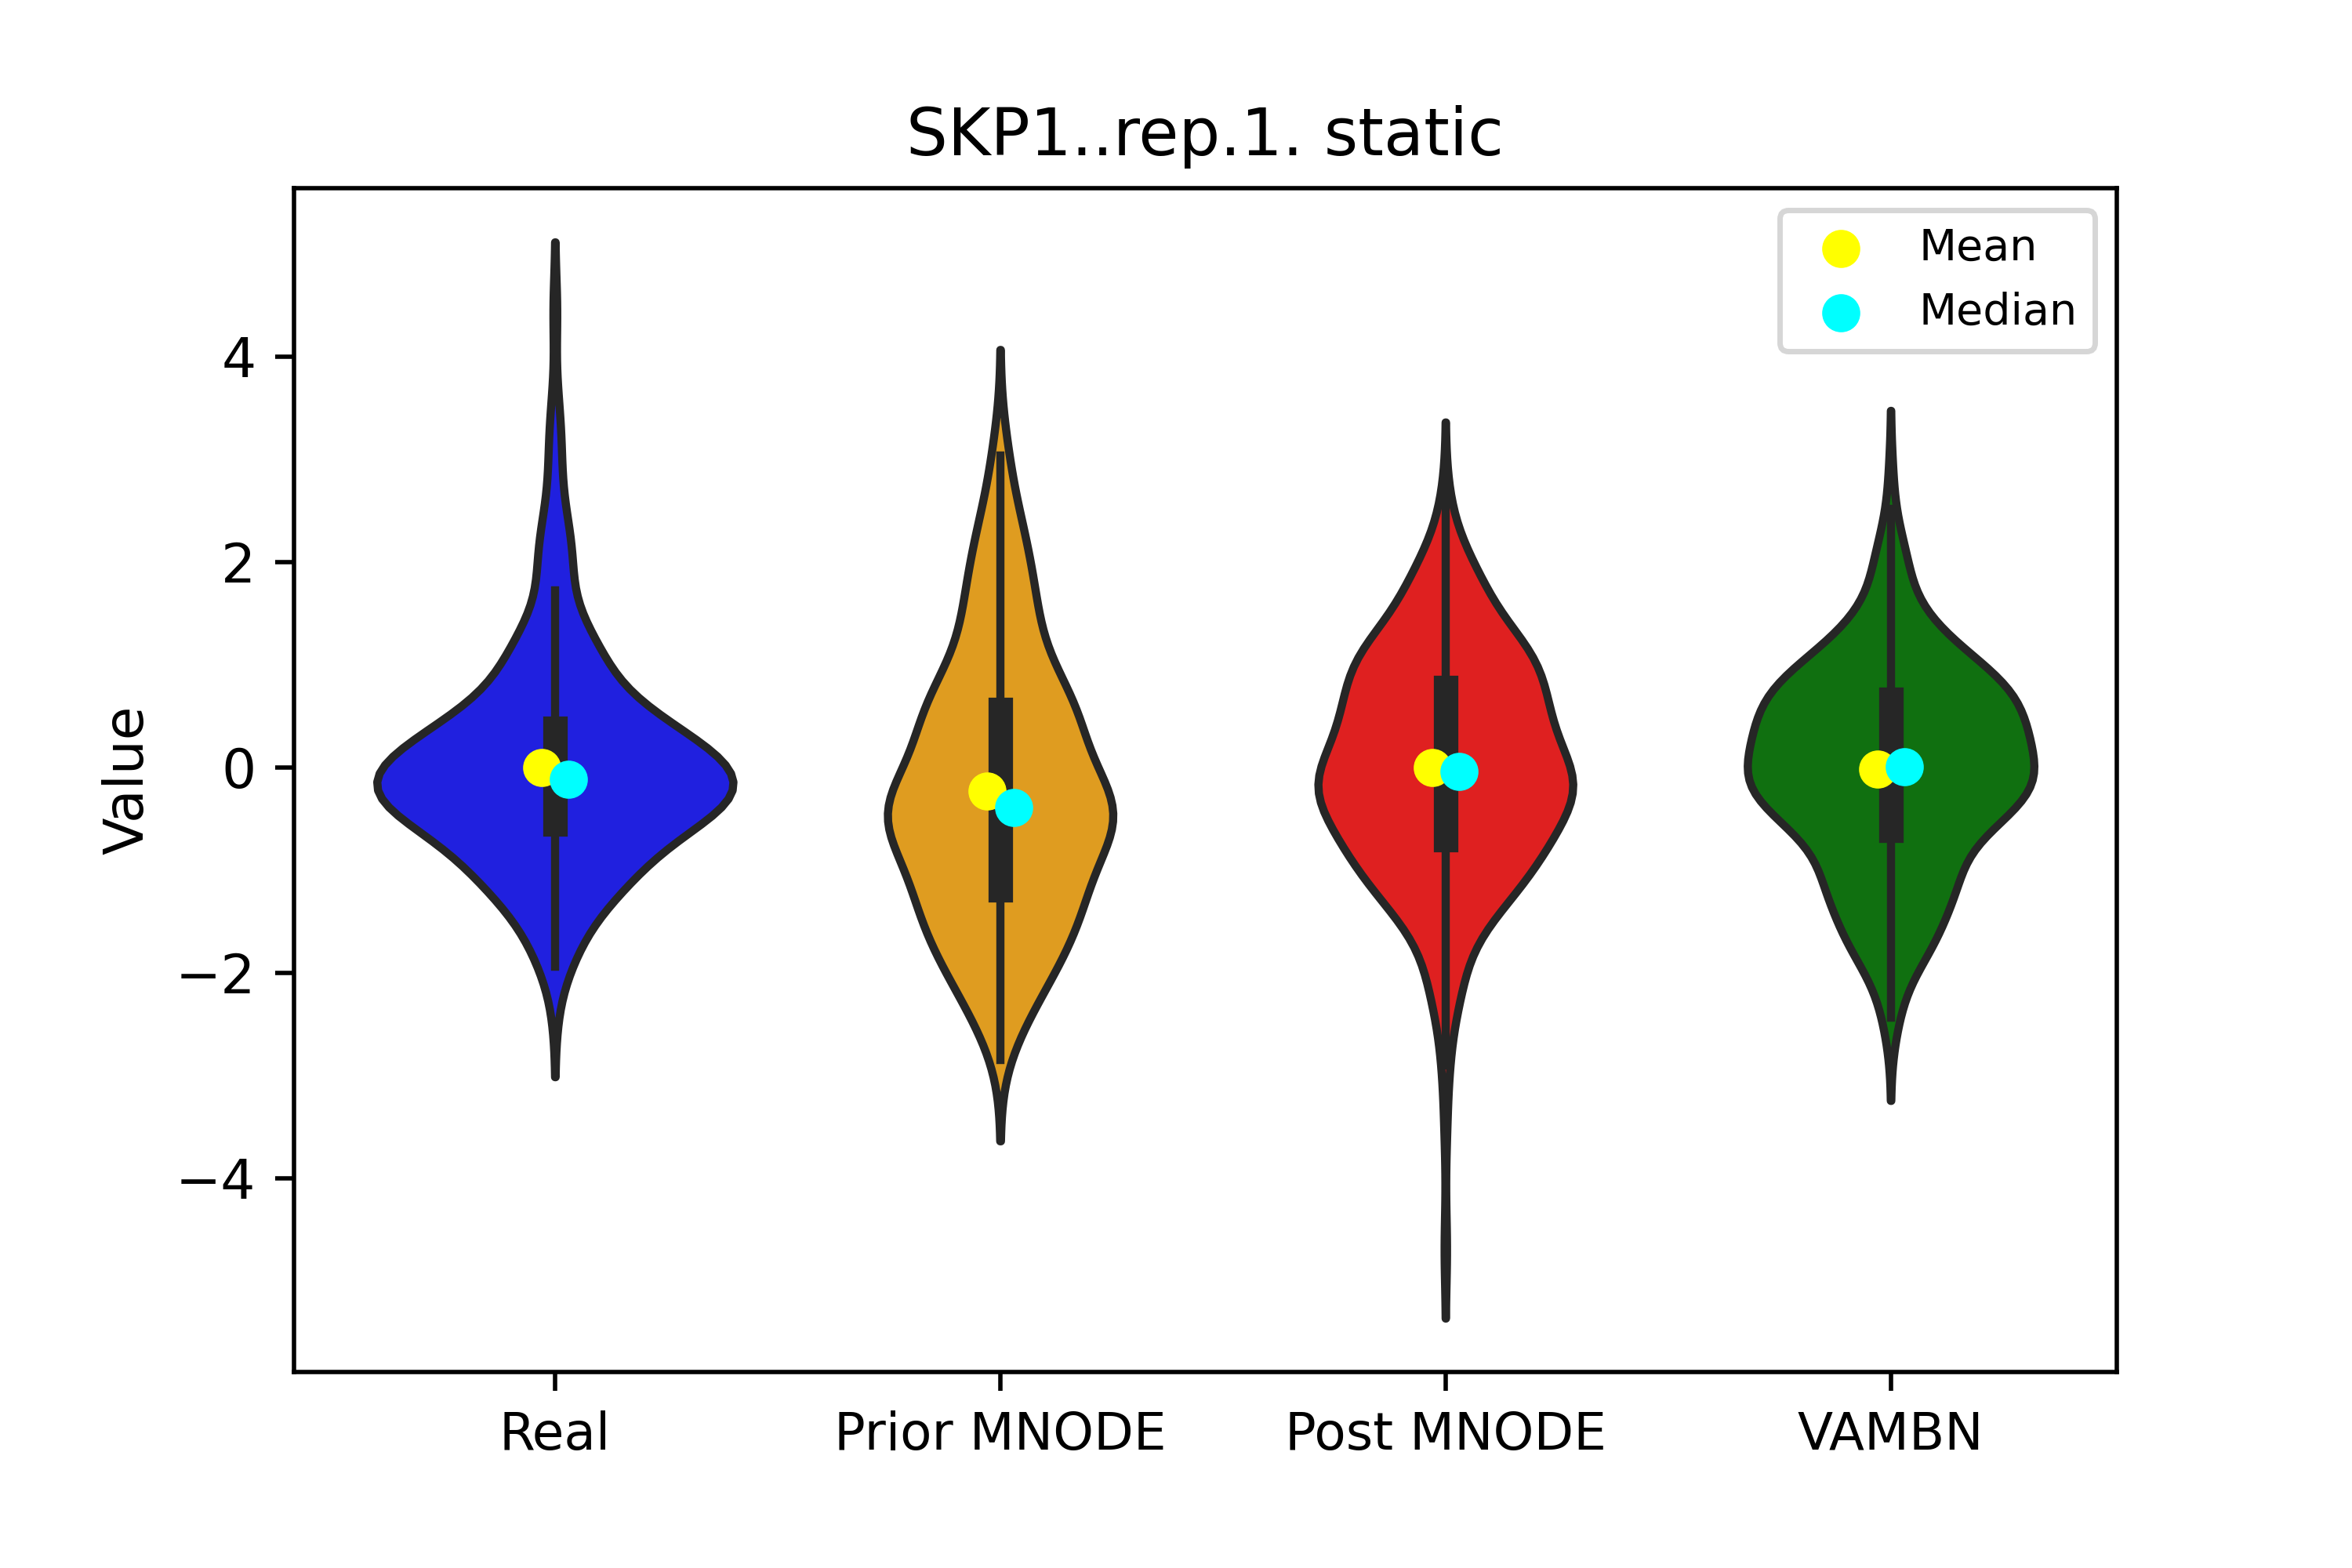 SKP1..rep.1. static
Mean
Median
Value
4
2
0
−2
−4
Real
Prior MNODE
Post MNODE
VAMBN